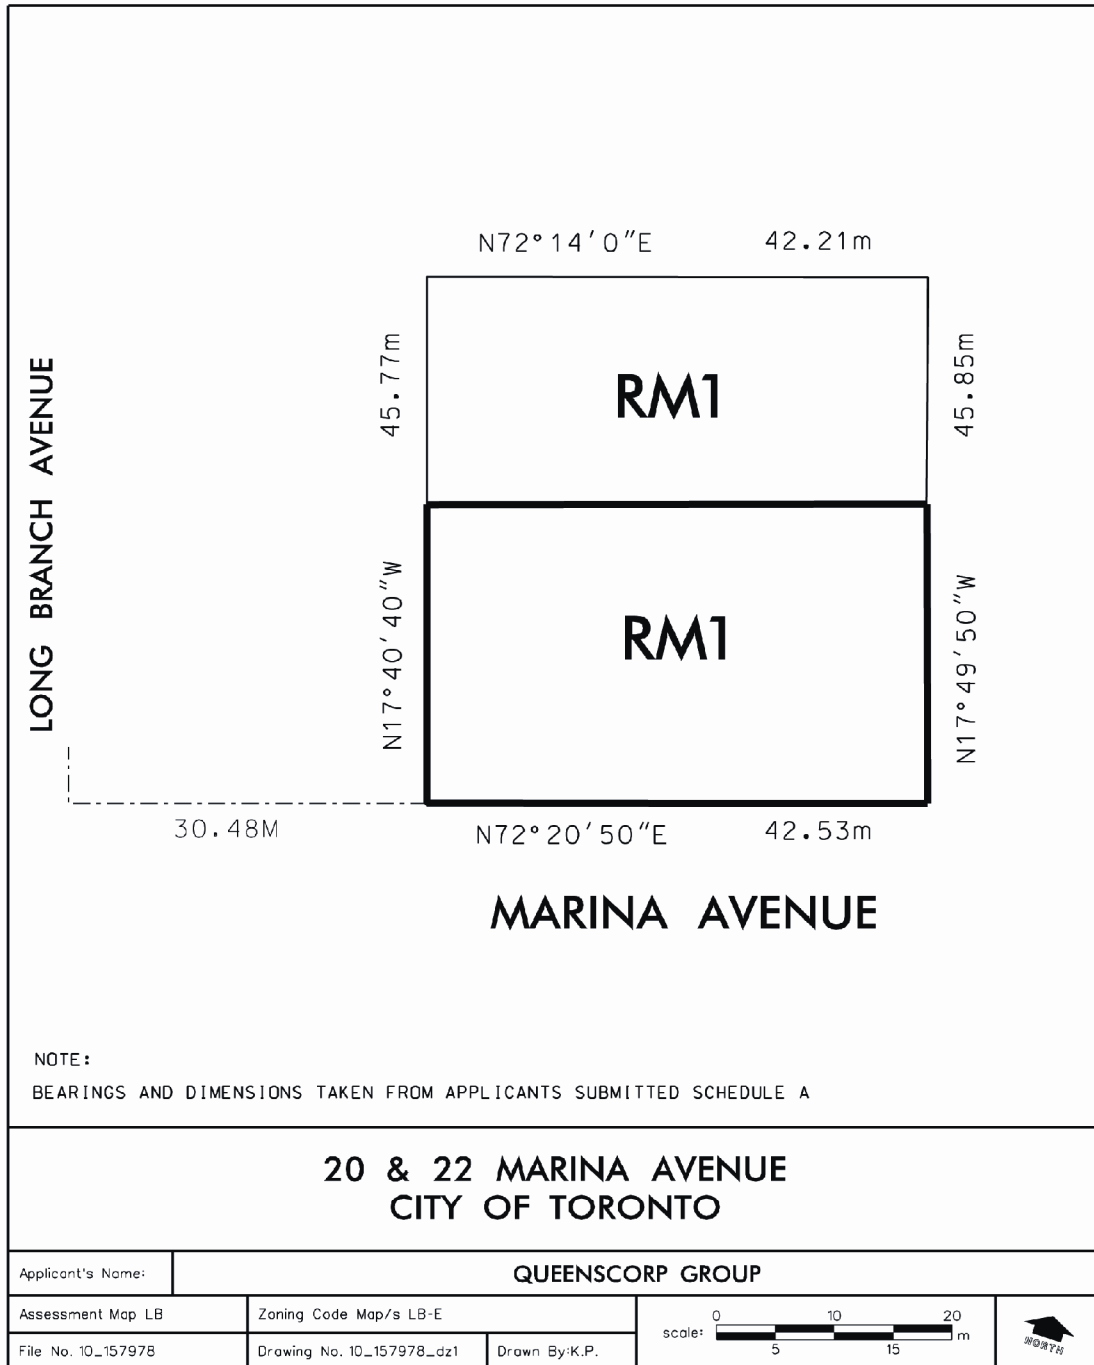 N72°14'0"E 42.21m
45.77m
45.85m
RM1
LONG BRANCH AVENUE
N17°40'40"W
N17°49'50"W
RM1
30.48M
N72°20'50"E 42.53m
MARINA AVENUE
NOTE:
BEARINGS AND DIMENSIONS TAKEN FROM APPLICANTS SUBMITTED SCHEDULE A
20 & 22 MARINA AVENUE
CITY OF TORONTO
Applicant's Name: QUEENSCORP GROUP
Assessment Map LB Zoning Code Map/s LB-E
File No. 10_157978 Drawing No. 10_157978_dz1 Drawn By:K.P.
0 10 20
scale: m
5 15
NORTH